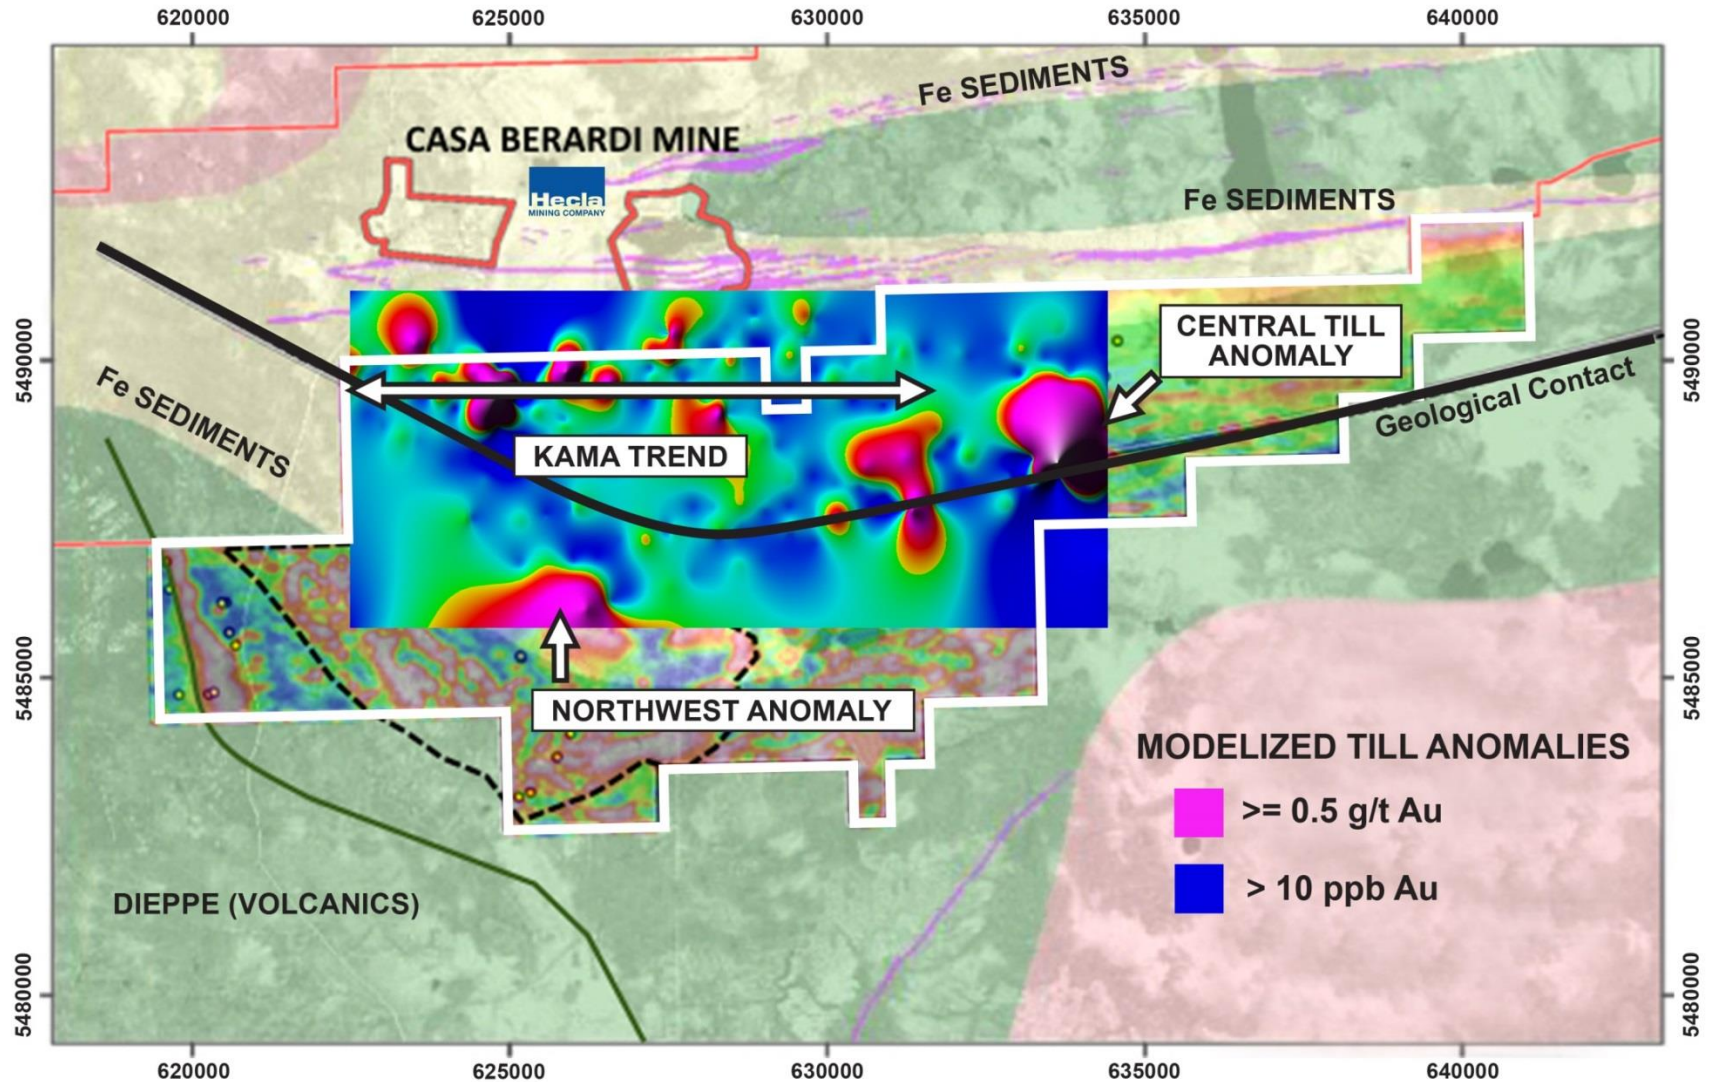 620000 625000 630000 635000 640000
Fe SEDIMENTS
CASA BERARDI MINE
Hecla
MINING COMPANY
Fe SEDIMENTS
5490000
5490000
CENTRAL TILL
ANOMALY
Fe SEDIMENTS
Geological Contact
KAMA TREND
5485000
5485000
NORTHWEST ANOMALY
MODELIZED TILL ANOMALIES
>= 0.5 g/t Au
> 10 ppb Au
DIEPPE (VOLCANICS)
5480000
5480000
620000 625000 630000 635000 640000